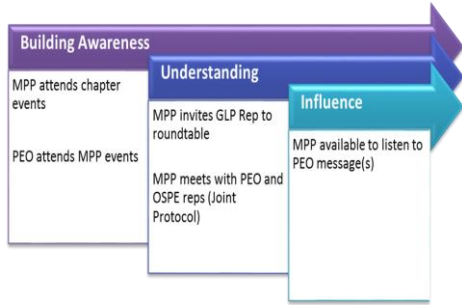 Building Awareness
MPP attends chapter
events
PEO attends MPP events
Understanding
MPP invites GLP Rep to
roundtable
MPP meets with PEO and
OSPE reps (Joint
Protocol)
Influence
MPP available to listen to
PEO message(s)